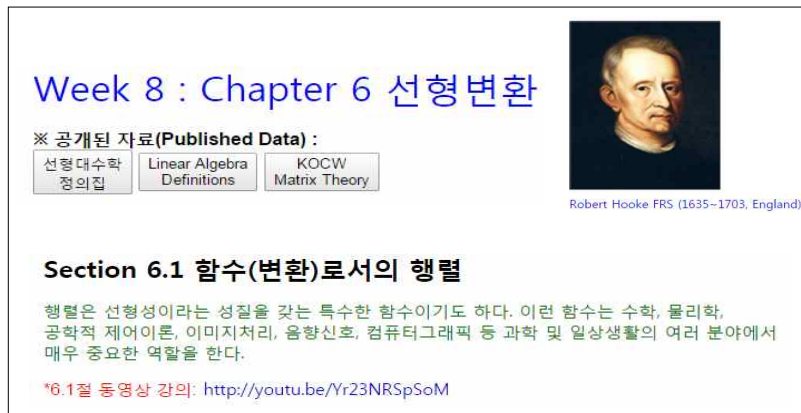 Week 8 : Chapter 6 선형변환
※ 공개된 자료(Published Data) :
선형대수학
정의집
Linear Algebra
Definitions
KOCW
Matrix Theory
Robert Hooke FRS (1635~1703, England)
Section 6.1 함수(변환)로서의 행렬
행렬은 선형성이라는 성질을 갖는 특수한 함수이기도 하다. 이런 함수는 수학, 물리학,
공학적 제어이론, 이미지처리, 음향신호, 컴퓨터그래픽 등 과학 및 일상생활의 여러 분야에서
매우 중요한 역할을 한다.
*6.1절 동영상 강의: http://youtu.be/Yr23NRSpSoM